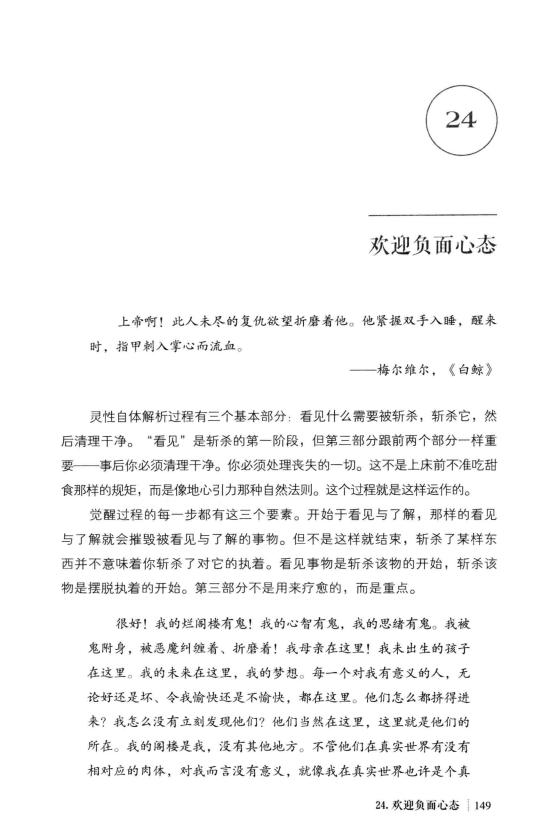 24
欢迎负面心态
上帝啊！此人未尽的复仇欲望折磨着他。他紧握双手入睡，醒来
时，指甲刺入掌心而流血。
——梅尔维尔，《白鲸》
灵性自体解析过程有三个基本部分：看见什么需要被斩杀，斩杀它，然
后清理干净。“看见”是斩杀的第一阶段，但第三部分跟前两个部分一样重
要——事后你必须清理干净。你必须处理丧失的一切。这不是上床前不准吃甜
食那样的规矩，而是像地心引力那种自然法则。这个过程就是这样运作的。
觉醒过程的每一步都有这三个要素。开始于看见与了解，那样的看见
与了解就会摧毁被看见与了解的事物。但不是这样就结束，斩杀了某样东
西并不意味着你斩杀了对它的执着。看见事物是斩杀该物的开始，斩杀该
物是摆脱执着的开始。第三部分不是用来疗愈的，而是重点。
很好！我的烂阁楼有鬼！我的心智有鬼，我的思绪有鬼。我被
鬼附身，被恶魔纠缠着、折磨着！我母亲在这里！我未出生的孩子
在这里。我的未来在这里，我的梦想。每一个对我有意义的人，无
论好还是坏、令我愉快还是不愉快，都在这里。他们怎么都挤得进
来？我怎么没有立刻发现他们？他们当然在这里，这里就是他们的
所在。我的阁楼是我，没有其他地方。不管他们在真实世界有没有
相对应的肉体，对我而言没有意义，就像我在真实世界也许是个真
24. 欢迎负面心态 149